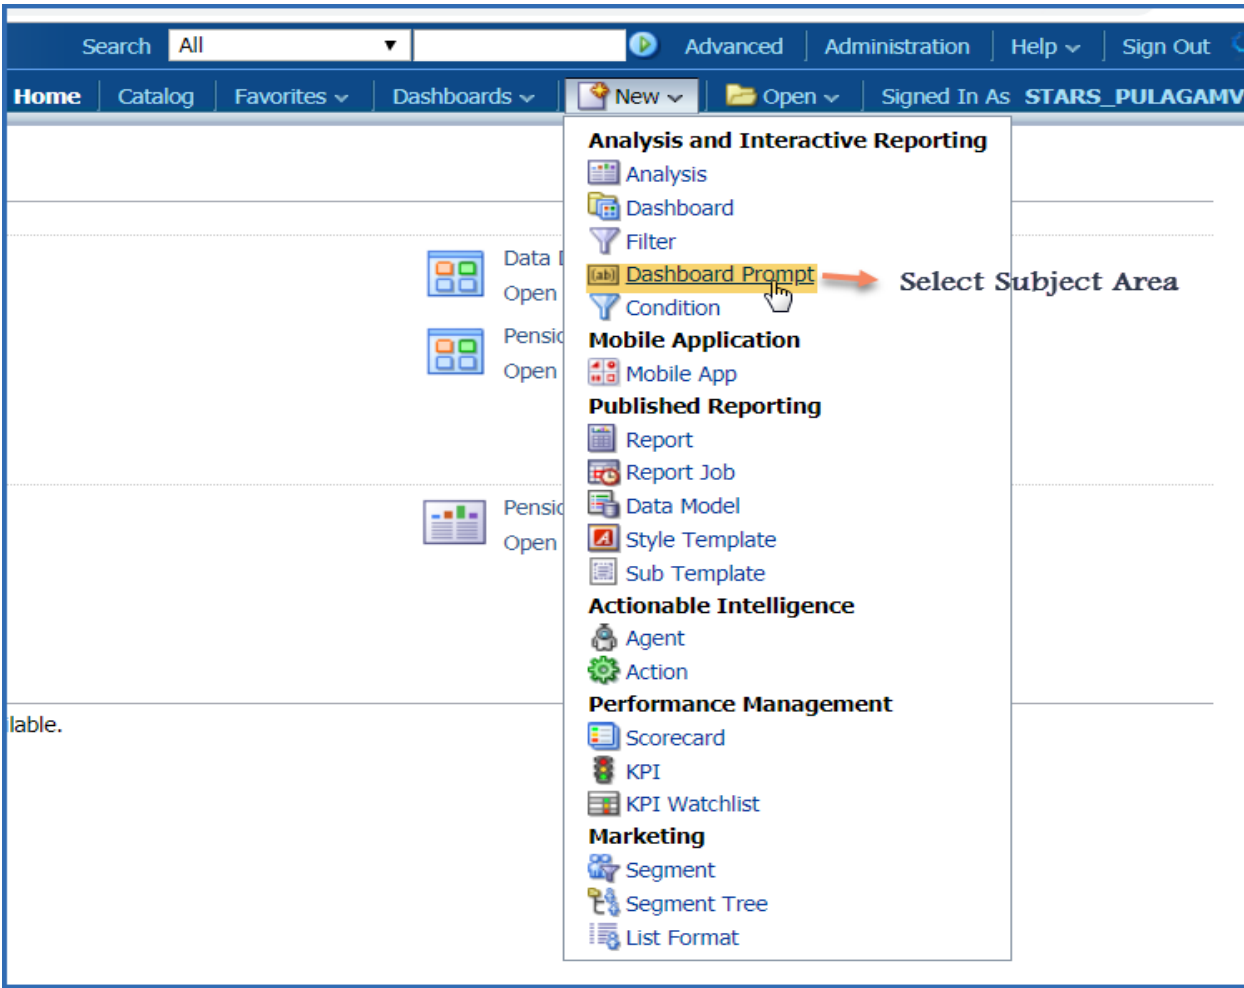 Search All Advanced Administration Help Sign Out
Home Catalog Favorites Dashboards New Open Signed In As STARS_PULAGAMV
Analysis and Interactive Reporting
Analysis
Dashboard
Filter
Data
Dashboard Prompt Select Subject Area
Open
Condition
Mobile Application
Open
Mobile App
Published Reporting
Report
Report Job
Data Model
Style Template
Open
Sub Template
Actionable Intelligence
Agent
Action
Performance Management
lable.
Scorecard
KPI
KPI Watchlist
Marketing
Segment
Segment Tree
List Format